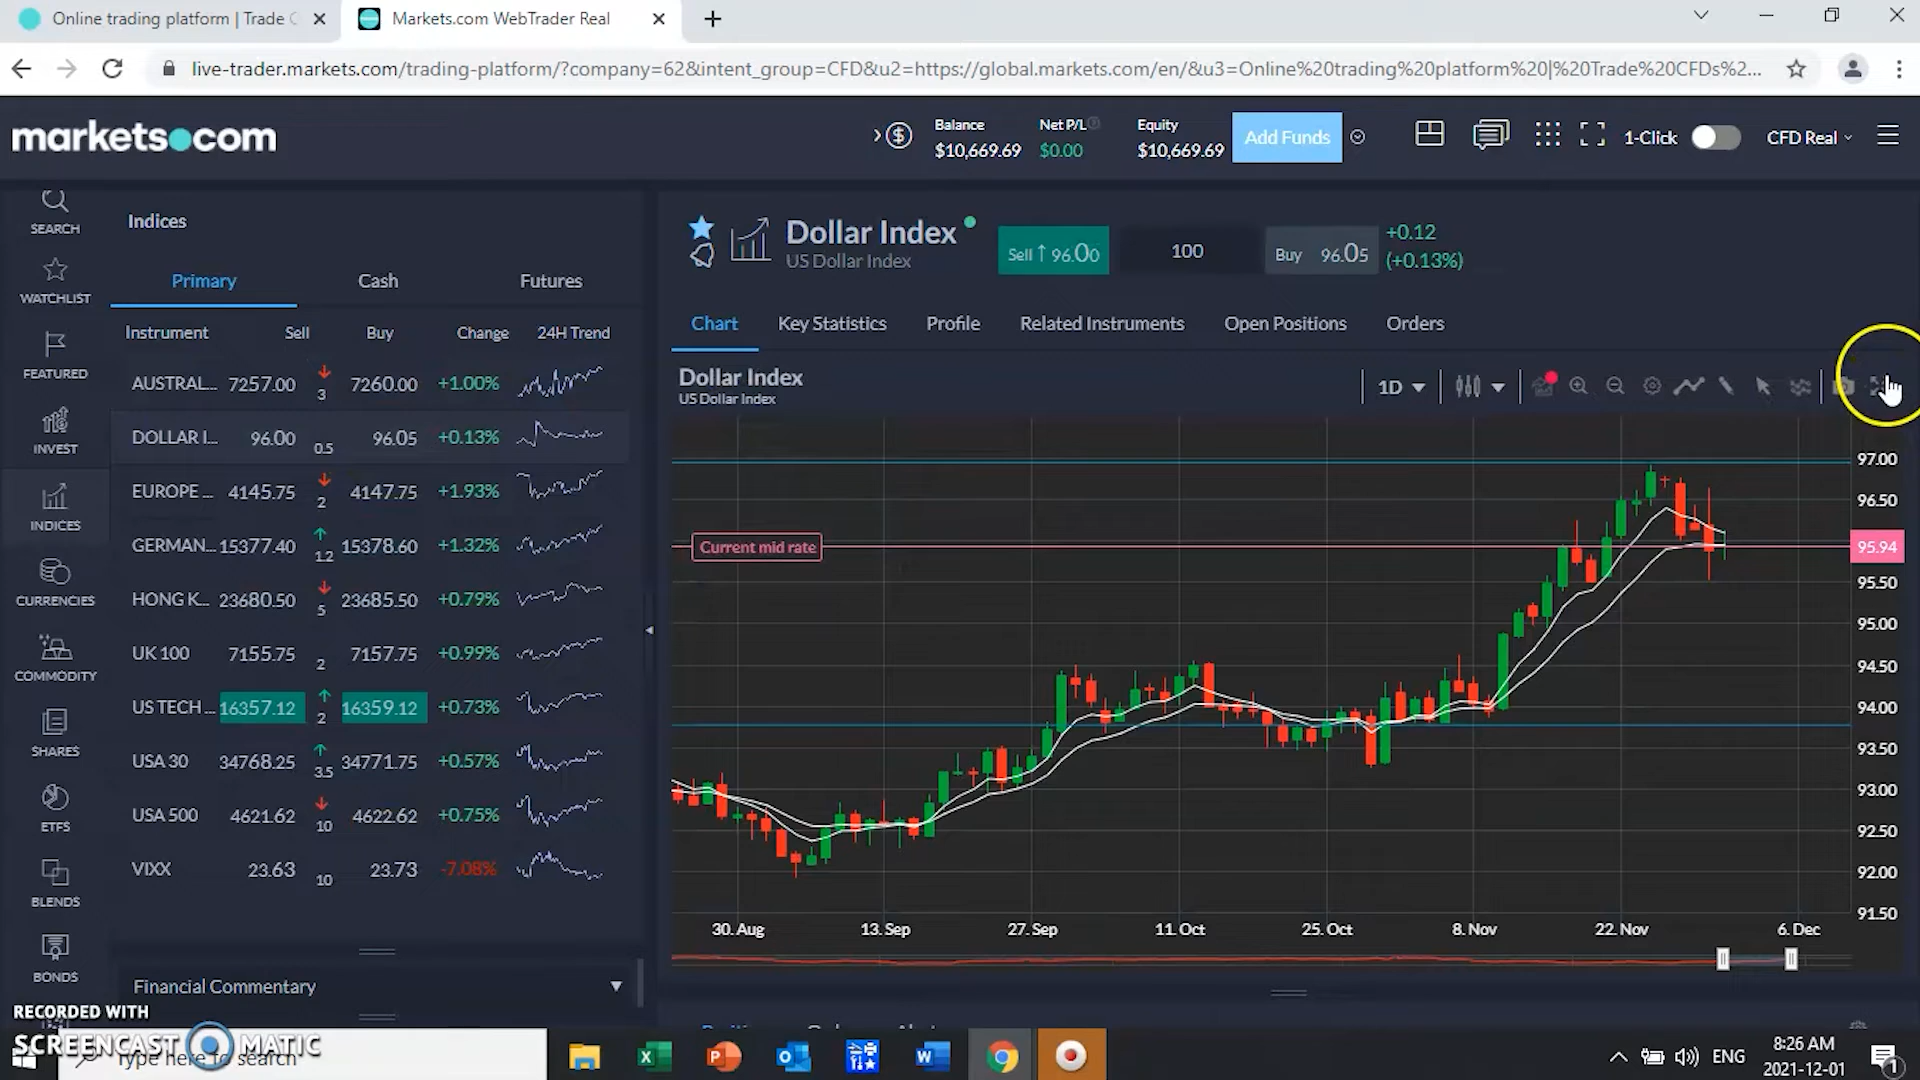 Online trading platform | Trade C
Markets.com WebTrader Real
live-trader.markets.com/trading-platform/?company=62&intent_group=CFD&u2=https://global.markets.com/en/&u3=Online%20trading%20platform%20|%20Trade%20CFDs%2...
markets.com
Balance
$10,669.69
Net P/L
$0.00
Equity
$10,669.69
Add Funds
1-Click
CFD Real
SEARCH
WATCHLIST
FEATURED
INVEST
INDICES
CURRENCIES
COMMODITY
SHARES
ETFS
BLENDS
BONDS
Indices
Primary Cash Futures
Instrument Sell Buy Change 24H Trend
AUSTRAL... 7257.00 3 7260.00 +1.00%
DOLLAR I... 96.00 0.5 96.05 +0.13%
EUROPE ... 4145.75 2 4147.75 +1.93%
GERMAN... 15377.40 1.2 15378.60 +1.32%
HONG K... 23680.50 5 23685.50 +0.79%
UK 100 7155.75 2 7157.75 +0.99%
US TECH ... 16357.12 2 16359.12 +0.73%
USA 30 34768.25 3.5 34771.75 +0.57%
USA 500 4621.62 10 4622.62 +0.75%
VIXX 23.63 10 23.73 -7.08%
Financial Commentary
Dollar Index
US Dollar Index
Sell 96.00
100
Buy 96.05
+0.12
(+0.13%)
Chart Key Statistics Profile Related Instruments Open Positions Orders
Dollar Index
US Dollar Index
1D
Current mid rate
97.00
96.50
95.94
95.50
95.00
94.50
94.00
93.50
93.00
92.50
92.00
91.50
30. Aug 13. Sep 27. Sep 11. Oct 25. Oct 8. Nov 22. Nov 6. Dec
RECORDED WITH
SCREENCAST MATIC
Type here to search
ENG
8:26 AM
2021-12-01
1